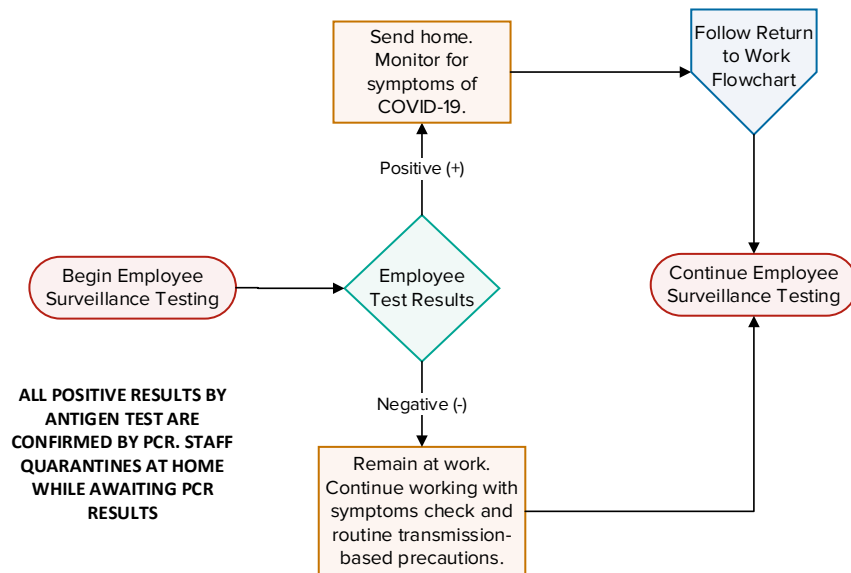 Send home.
Monitor for
symptoms of
COVID-19.
Follow Return
to Work
Flowchart
Positive (+)
Begin Employee
Surveillance Testing
Employee
Test Results
Continue Employee
Surveillance Testing
Negative (-)
ALL POSITIVE RESULTS BY
ANTIGEN TEST ARE
CONFIRMED BY PCR. STAFF
QUARANTINES AT HOME
WHILE AWAITING PCR
RESULTS
Remain at work.
Continue working with
symptoms check and
routine transmission-
based precautions.